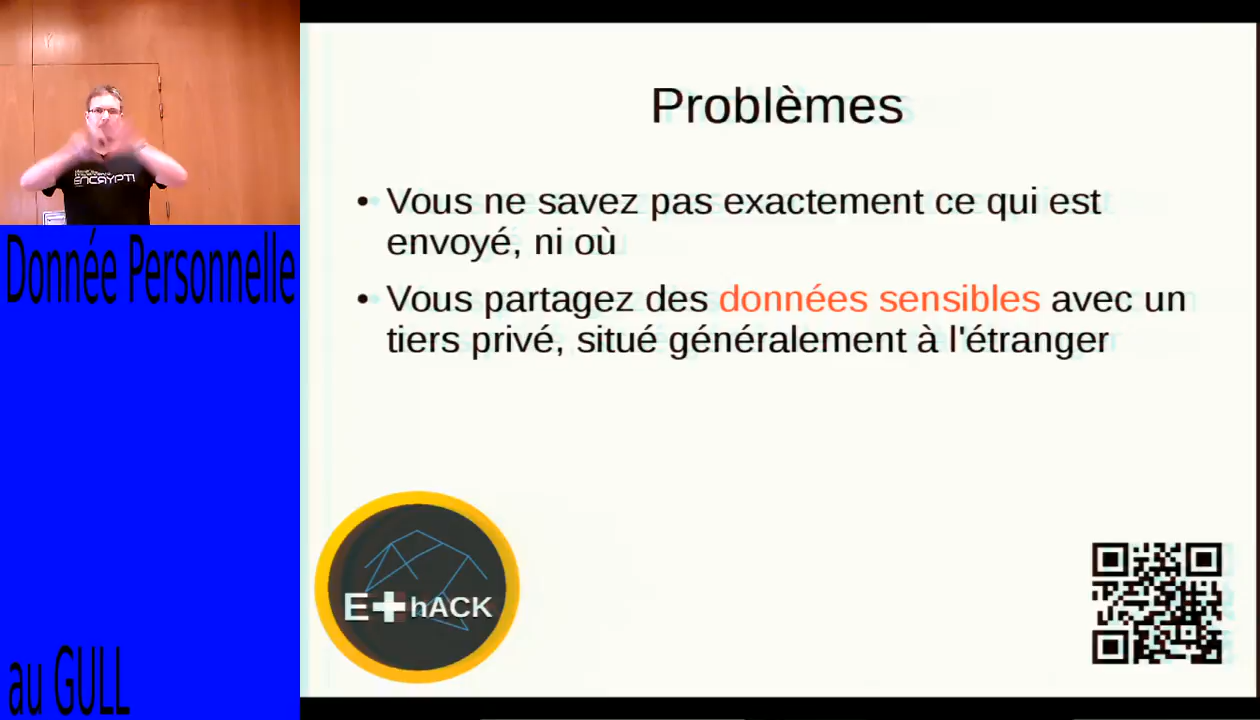 ENCRYPT!
Donnée Personnelle
au GULL
Problèmes
• Vous ne savez pas exactement ce qui est
envoyé, ni où
• Vous partagez des données sensibles avec un
tiers privé, situé généralement à l'étranger
E+hACK